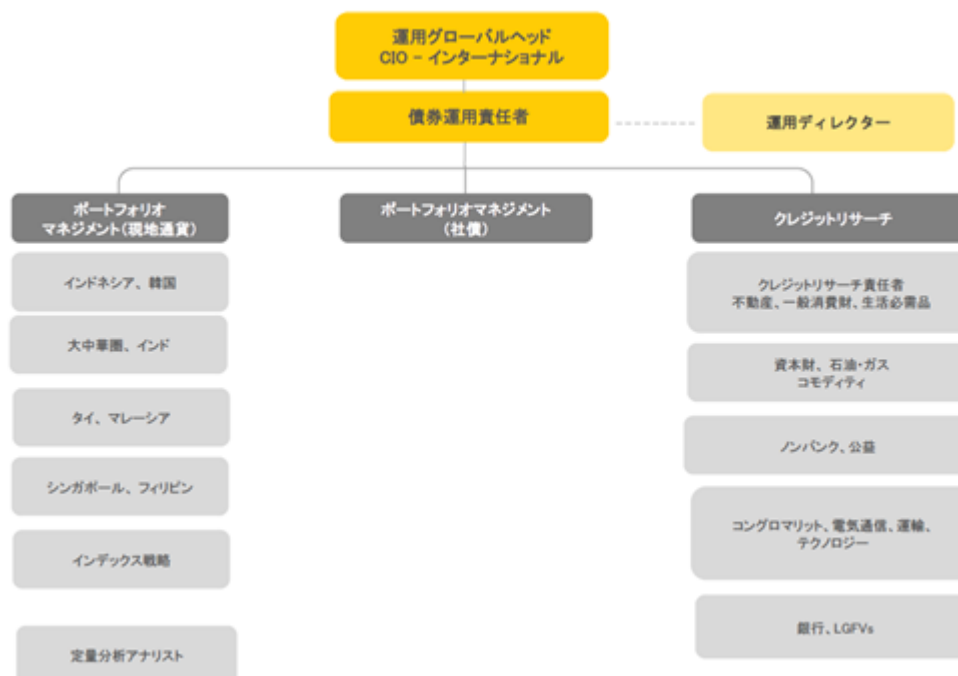 運用グローバルヘッド
CIO – インターナショナル
債券運用責任者
運用ディレクター
ポートフォリオ
マネジメント(現地通貨)
インドネシア、韓国
大中華圏、インド
タイ、マレーシア
シンガポール、フィリピン
インデックス戦略
定量分析アナリスト
ポートフォリオマネジメント
(社債)
クレジットリサーチ
クレジットリサーチ責任者
不動産、一般消費財、生活必需品
資本財、石油・ガス
コモディティ
ノンバンク、公益
コングロマリット、電気通信、運輸、
テクノロジー
銀行、LGFVs